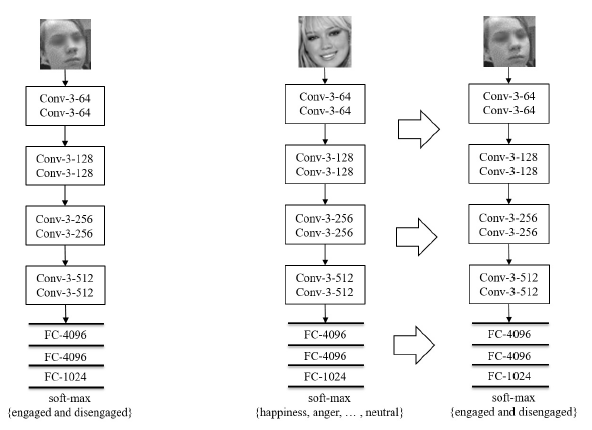 Conv-3-64
Conv-3-64
Conv-3-128
Conv-3-128
Conv-3-256
Conv-3-256
Conv-3-512
Conv-3-512
FC-4096
FC-4096
FC-1024
soft-max
{engaged and disengaged}
Conv-3-64
Conv-3-64
Conv-3-128
Conv-3-128
Conv-3-256
Conv-3-256
Conv-3-512
Conv-3-512
FC-4096
FC-4096
FC-1024
soft-max
{happiness, anger, … , neutral}
Conv-3-64
Conv-3-64
Conv-3-128
Conv-3-128
Conv-3-256
Conv-3-256
Conv-3-512
Conv-3-512
FC-4096
FC-4096
FC-1024
soft-max
{engaged and disengaged}